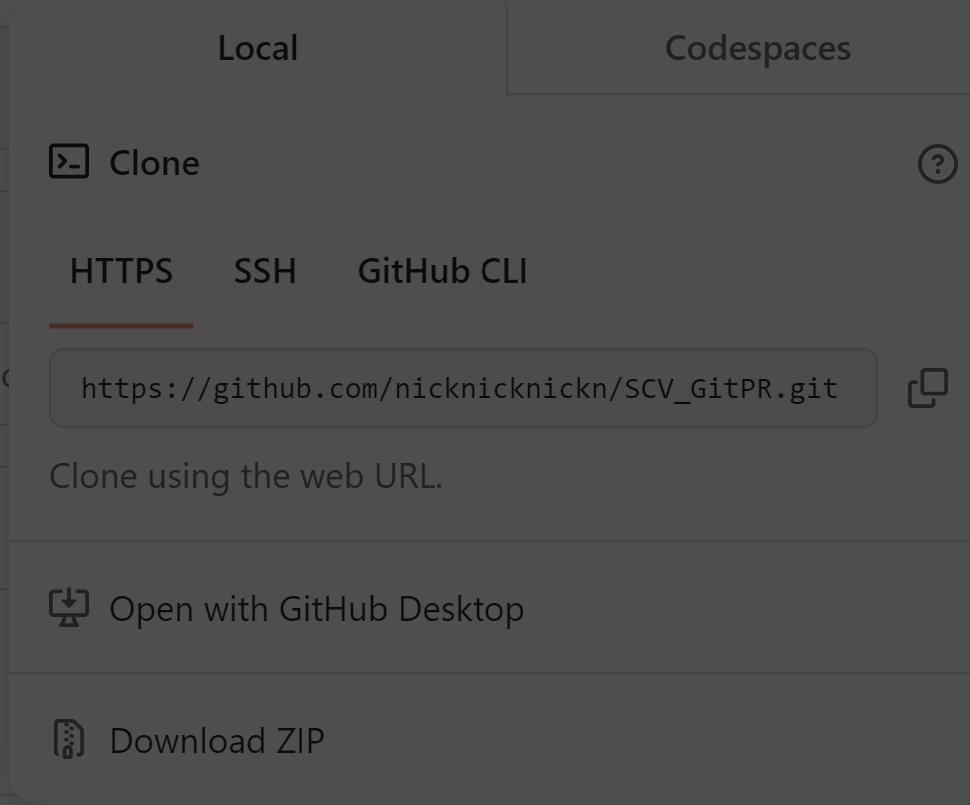 Local
Codespaces
Clone
HTTPS
SSH
GitHub CLI
https://github.com/nicknicknickn/SCV_GitPR.git
Clone using the web URL.
Open with GitHub Desktop
Download ZIP